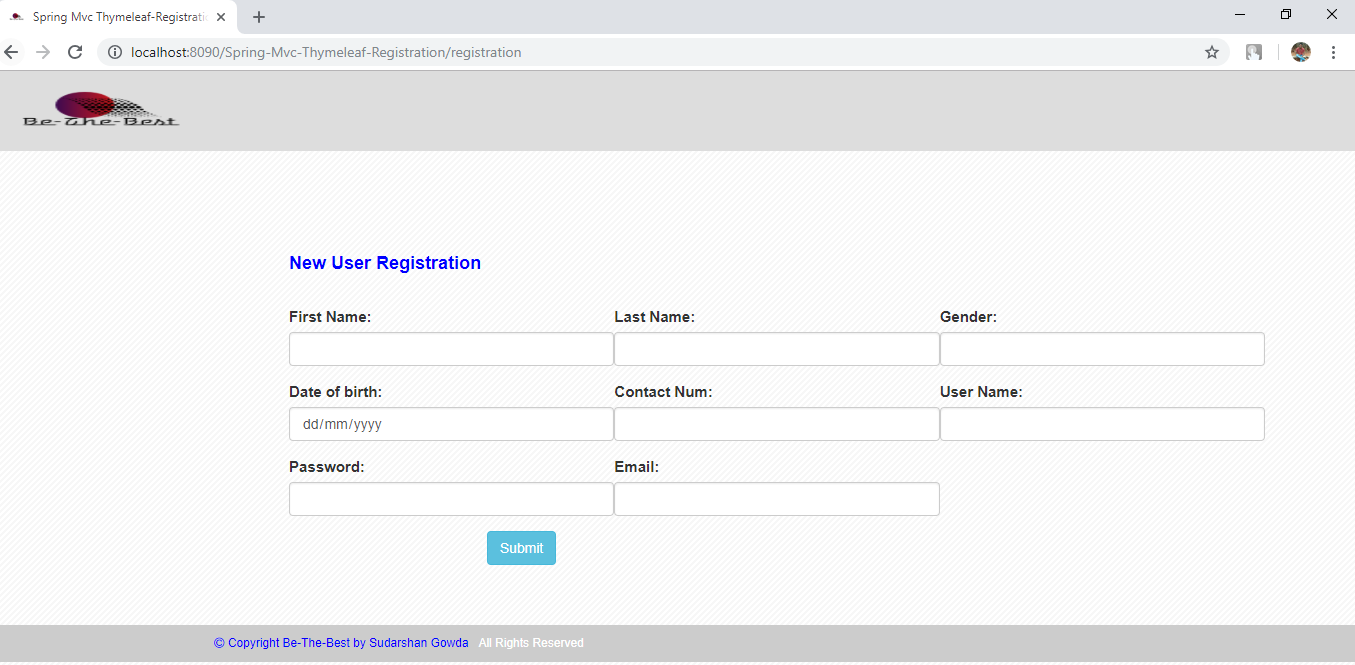 Spring Mvc Thymeleaf-Registrati
localhost:8090/Spring-Mvc-Thymeleaf-Registration/registration
Be-The-Best
New User Registration
First Name: Last Name: Gender:
Date of birth: Contact Num: User Name:
dd/mm/yyyy
Password: Email:
Submit
© Copyright Be-The-Best by Sudarshan Gowda All Rights Reserved